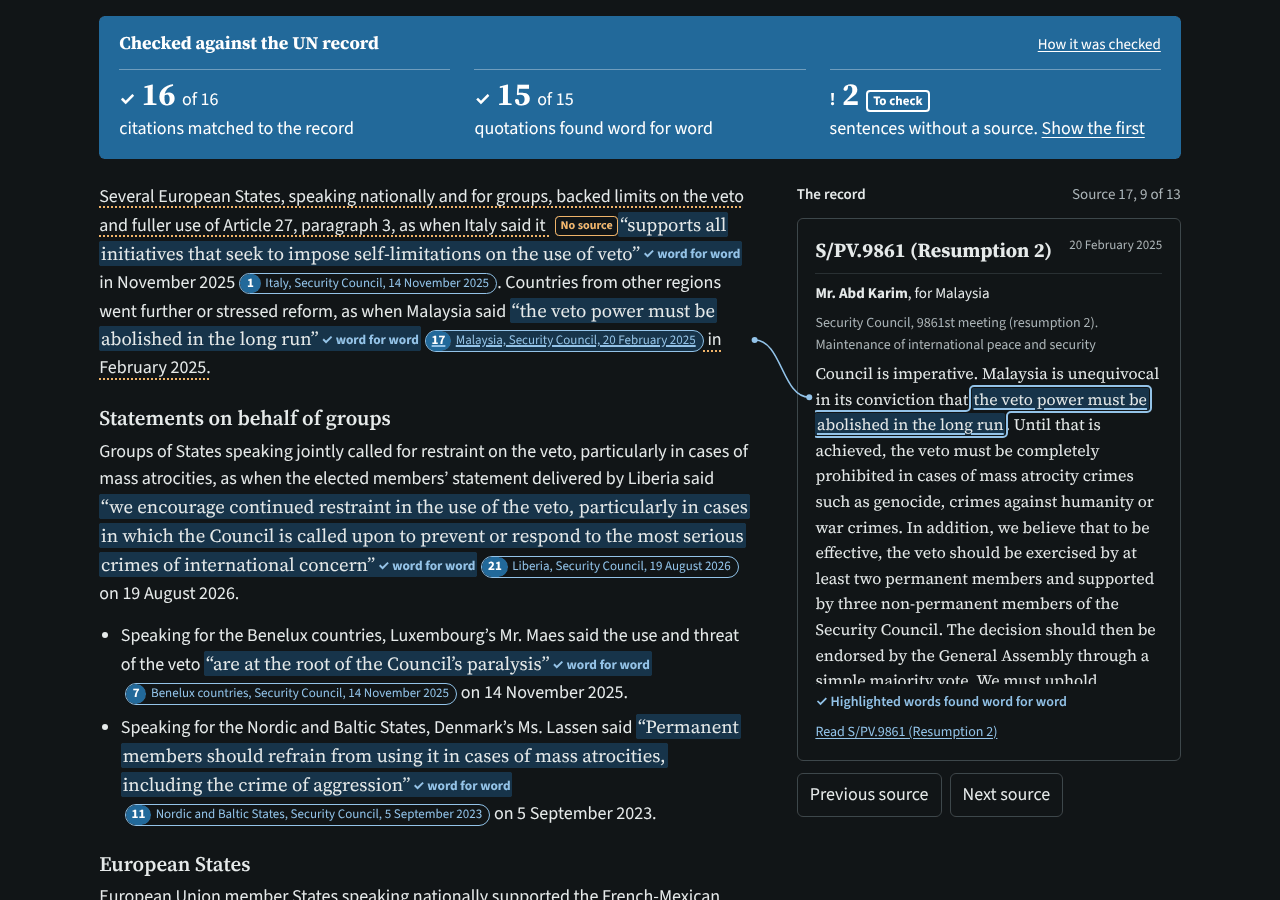 Checked against the UN record
How it was checked
✓ 16 of 16
citations matched to the record
✓ 15 of 15
quotations found word for word
! 2 To check
sentences without a source. Show the first
Several European States, speaking nationally and for groups, backed limits on the veto
and fuller use of Article 27, paragraph 3, as when Italy said it No source “supports all
initiatives that seek to impose self-limitations on the use of veto” ✓ word for word
in November 2025 1 Italy, Security Council, 14 November 2025. Countries from other regions
went further or stressed reform, as when Malaysia said “the veto power must be
abolished in the long run” ✓ word for word 17 Malaysia, Security Council, 20 February 2025 in
February 2025.
Statements on behalf of groups
Groups of States speaking jointly called for restraint on the veto, particularly in cases of
mass atrocities, as when the elected members’ statement delivered by Liberia said
“we encourage continued restraint in the use of the veto, particularly in cases
in which the Council is called upon to prevent or respond to the most serious
crimes of international concern” ✓ word for word 21 Liberia, Security Council, 19 August 2026
on 19 August 2026.
• Speaking for the Benelux countries, Luxembourg’s Mr. Maes said the use and threat
of the veto “are at the root of the Council’s paralysis” ✓ word for word
7 Benelux countries, Security Council, 14 November 2025 on 14 November 2025.
• Speaking for the Nordic and Baltic States, Denmark’s Ms. Lassen said “Permanent
members should refrain from using it in cases of mass atrocities,
including the crime of aggression” ✓ word for word
11 Nordic and Baltic States, Security Council, 5 September 2023 on 5 September 2023.
European States
European Union member States speaking nationally supported the French-Mexican
The record
Source 17, 9 of 13
S/PV.9861 (Resumption 2)
20 February 2025
Mr. Abd Karim, for Malaysia
Security Council, 9861st meeting (resumption 2).
Maintenance of international peace and security
Council is imperative. Malaysia is unequivocal
in its conviction that the veto power must be
abolished in the long run. Until that is
achieved, the veto must be completely
prohibited in cases of mass atrocity crimes
such as genocide, crimes against humanity or
war crimes. In addition, we believe that to be
effective, the veto should be exercised by at
least two permanent members and supported
by three non-permanent members of the
Security Council. The decision should then be
endorsed by the General Assembly through a
simple majority vote. We must uphold
✓ Highlighted words found word for word
Read S/PV.9861 (Resumption 2)
Previous source
Next source